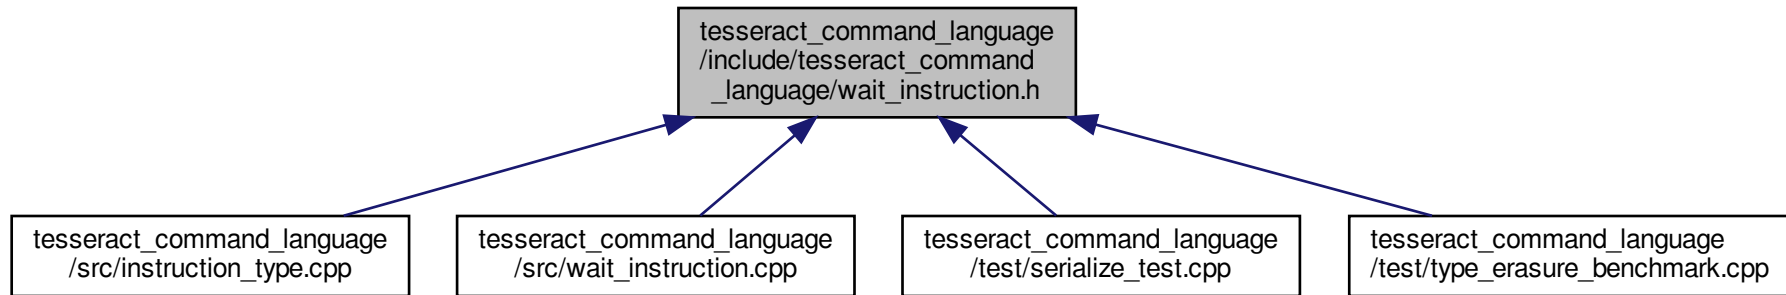 tesseract_command_language
/include/tesseract_command
_language/wait_instruction.h
tesseract_command_language
/src/instruction_type.cpp
tesseract_command_language
/src/wait_instruction.cpp
tesseract_command_language
/test/serialize_test.cpp
tesseract_command_language
/test/type_erasure_benchmark.cpp